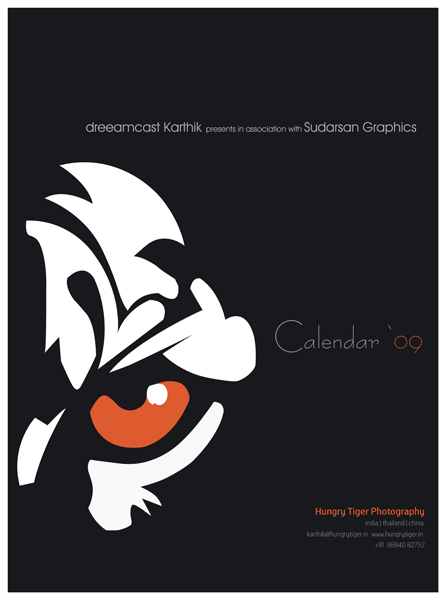 dreeamcast Karthik presents in association with Sudarsan Graphics
Calendar '09
Hungry Tiger Photography
india | thailand | china
karthik@hungrytiger.in www.hungrytiger.in
+91 98840 82752